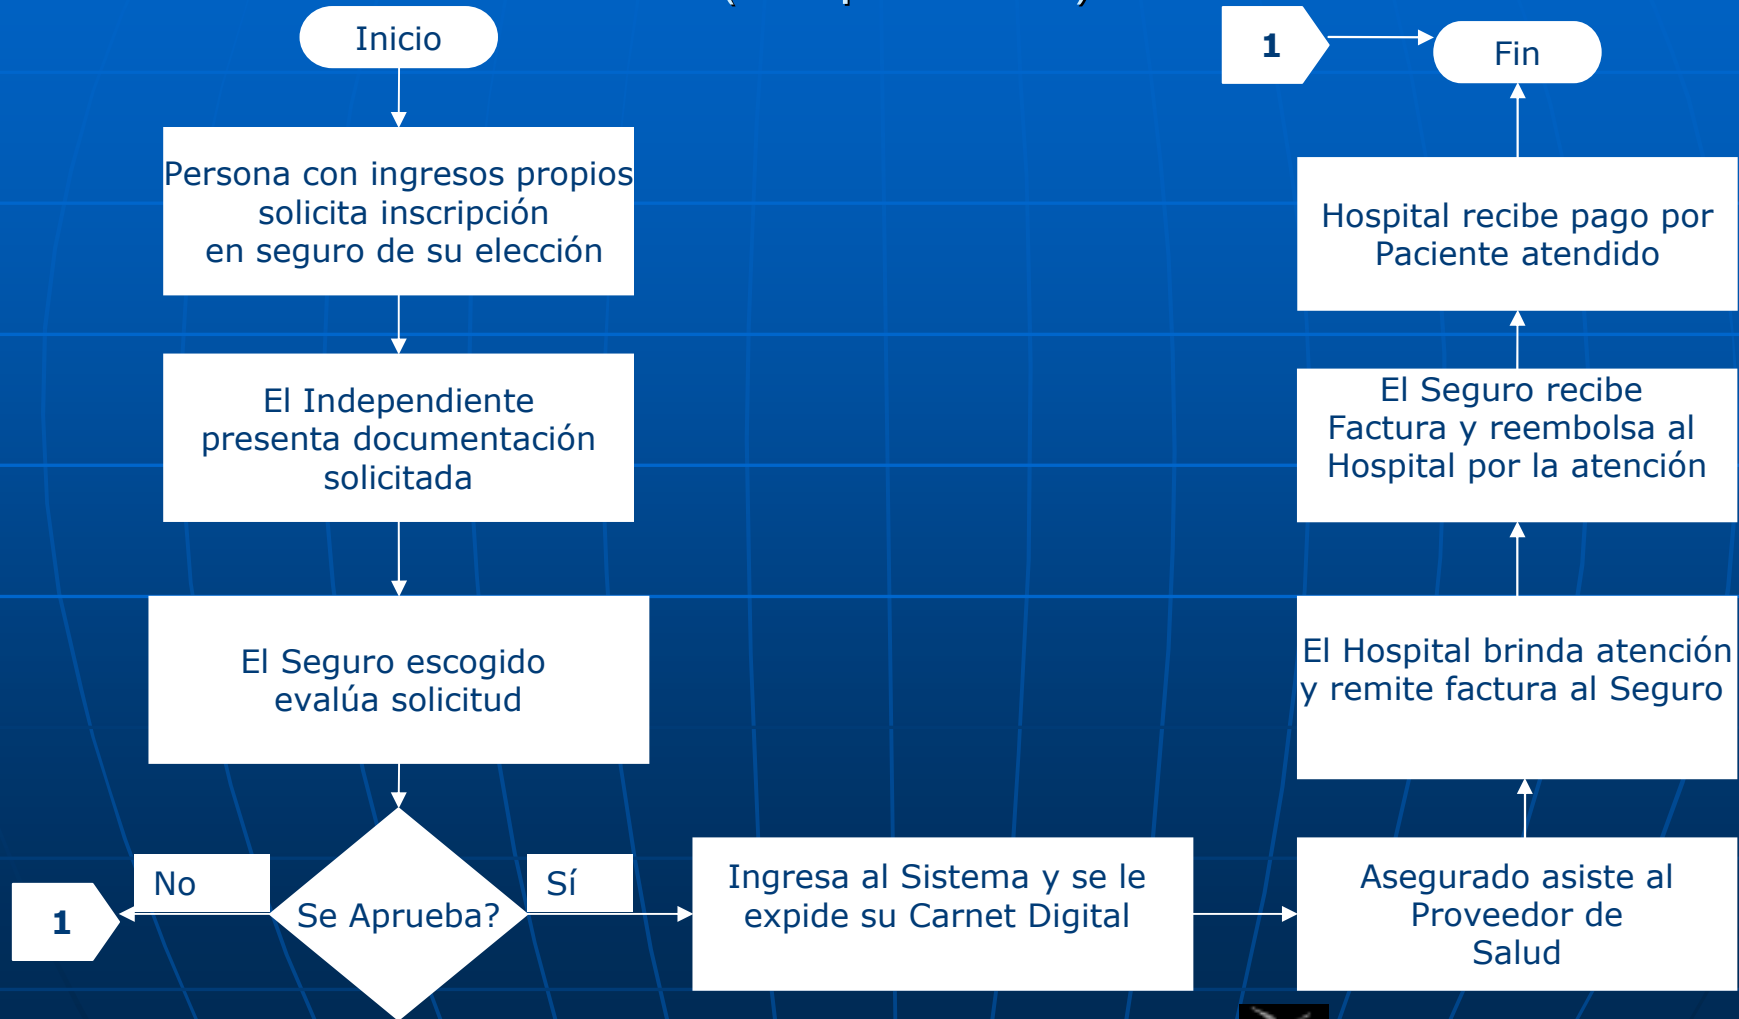 Inicio
Persona con ingresos propios
solicita inscripción
en seguro de su elección
El Independiente
presenta documentación
solicitada
El Seguro escogido
evalúa solicitud
Se Aprueba?
No
1
Sí
Ingresa al Sistema y se le
expide su Carnet Digital
Asegurado asiste al
Proveedor de
Salud
El Hospital brinda atención
y remite factura al Seguro
El Seguro recibe
Factura y reembolsa al
Hospital por la atención
Hospital recibe pago por
Paciente atendido
1
Fin